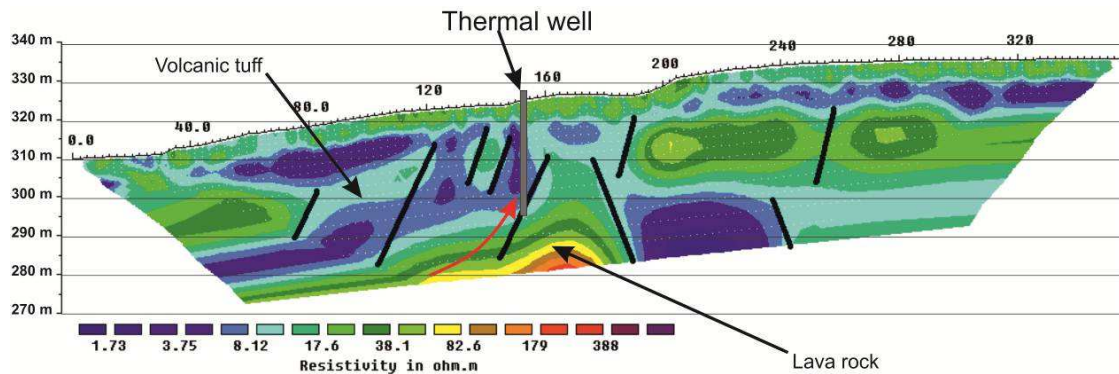 Thermal well
340 m
330 m
320 m
310 m
300 m
290 m
280 m
270 m
Volcanic tuff
0.0
40.0
80.0
120
160
200
240
280
320
1.73 3.75 8.12 17.6 38.1 82.6 179 388
Resistivity in ohm.m
Lava rock